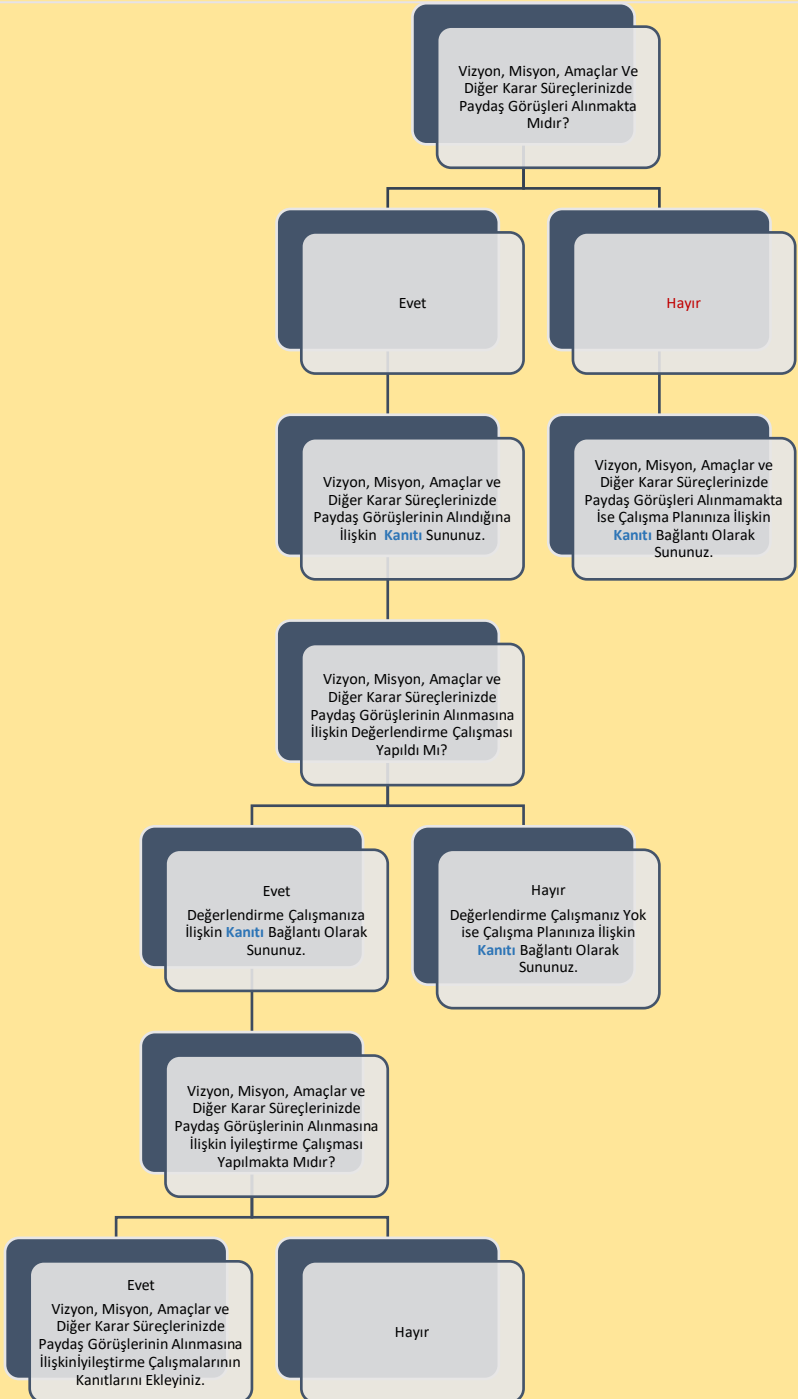 Vizyon, Misyon, Amaçlar Ve
Diğer Karar Süreçlerinizde
Paydaş Görüşleri Alınmakta
Mıdır?
Evet
Hayır
Vizyon, Misyon, Amaçlar ve
Diğer Karar Süreçlerinizde
Paydaş Görüşlerinin Alındığına
İlişkin Kanıtı Sununuz.
Vizyon, Misyon, Amaçlar ve
Diğer Karar Süreçlerinizde
Paydaş Görüşleri Alınmamakta
İse Çalışma Planınıza İlişkin
Kanıtı Bağlantı Olarak
Sununuz.
Vizyon, Misyon, Amaçlar ve
Diğer Karar Süreçlerinizde
Paydaş Görüşlerinin Alınmasına
İlişkin Değerlendirme Çalışması
Yapıldı Mı?
Evet
Değerlendirme Çalışmanıza
İlişkin Kanıtı Bağlantı Olarak
Sununuz.
Hayır
Değerlendirme Çalışmanız Yok
ise Çalışma Planınıza İlişkin
Kanıtı Bağlantı Olarak
Sununuz.
Vizyon, Misyon, Amaçlar ve
Diğer Karar Süreçlerinizde
Paydaş Görüşlerinin Alınmasına
İlişkin İyileştirme Çalışması
Yapılmakta Mıdır?
Evet
Vizyon, Misyon, Amaçlar ve
Diğer Karar Süreçlerinizde
Paydaş Görüşlerinin Alınmasına
İlişkinİyileştirme Çalışmalarının
Kanıtlarını Ekleyiniz.
Hayır